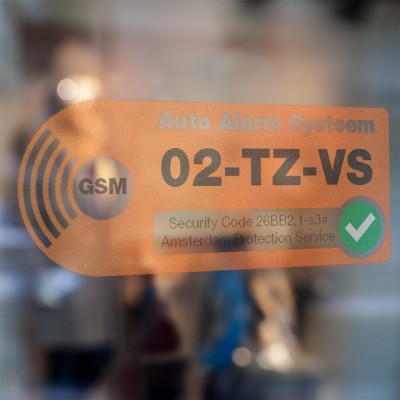 Auto Alarm Systeem
GSM
02-TZ-VS
Security Code 26BB2.1-s3#
Amsterdam Protection Service